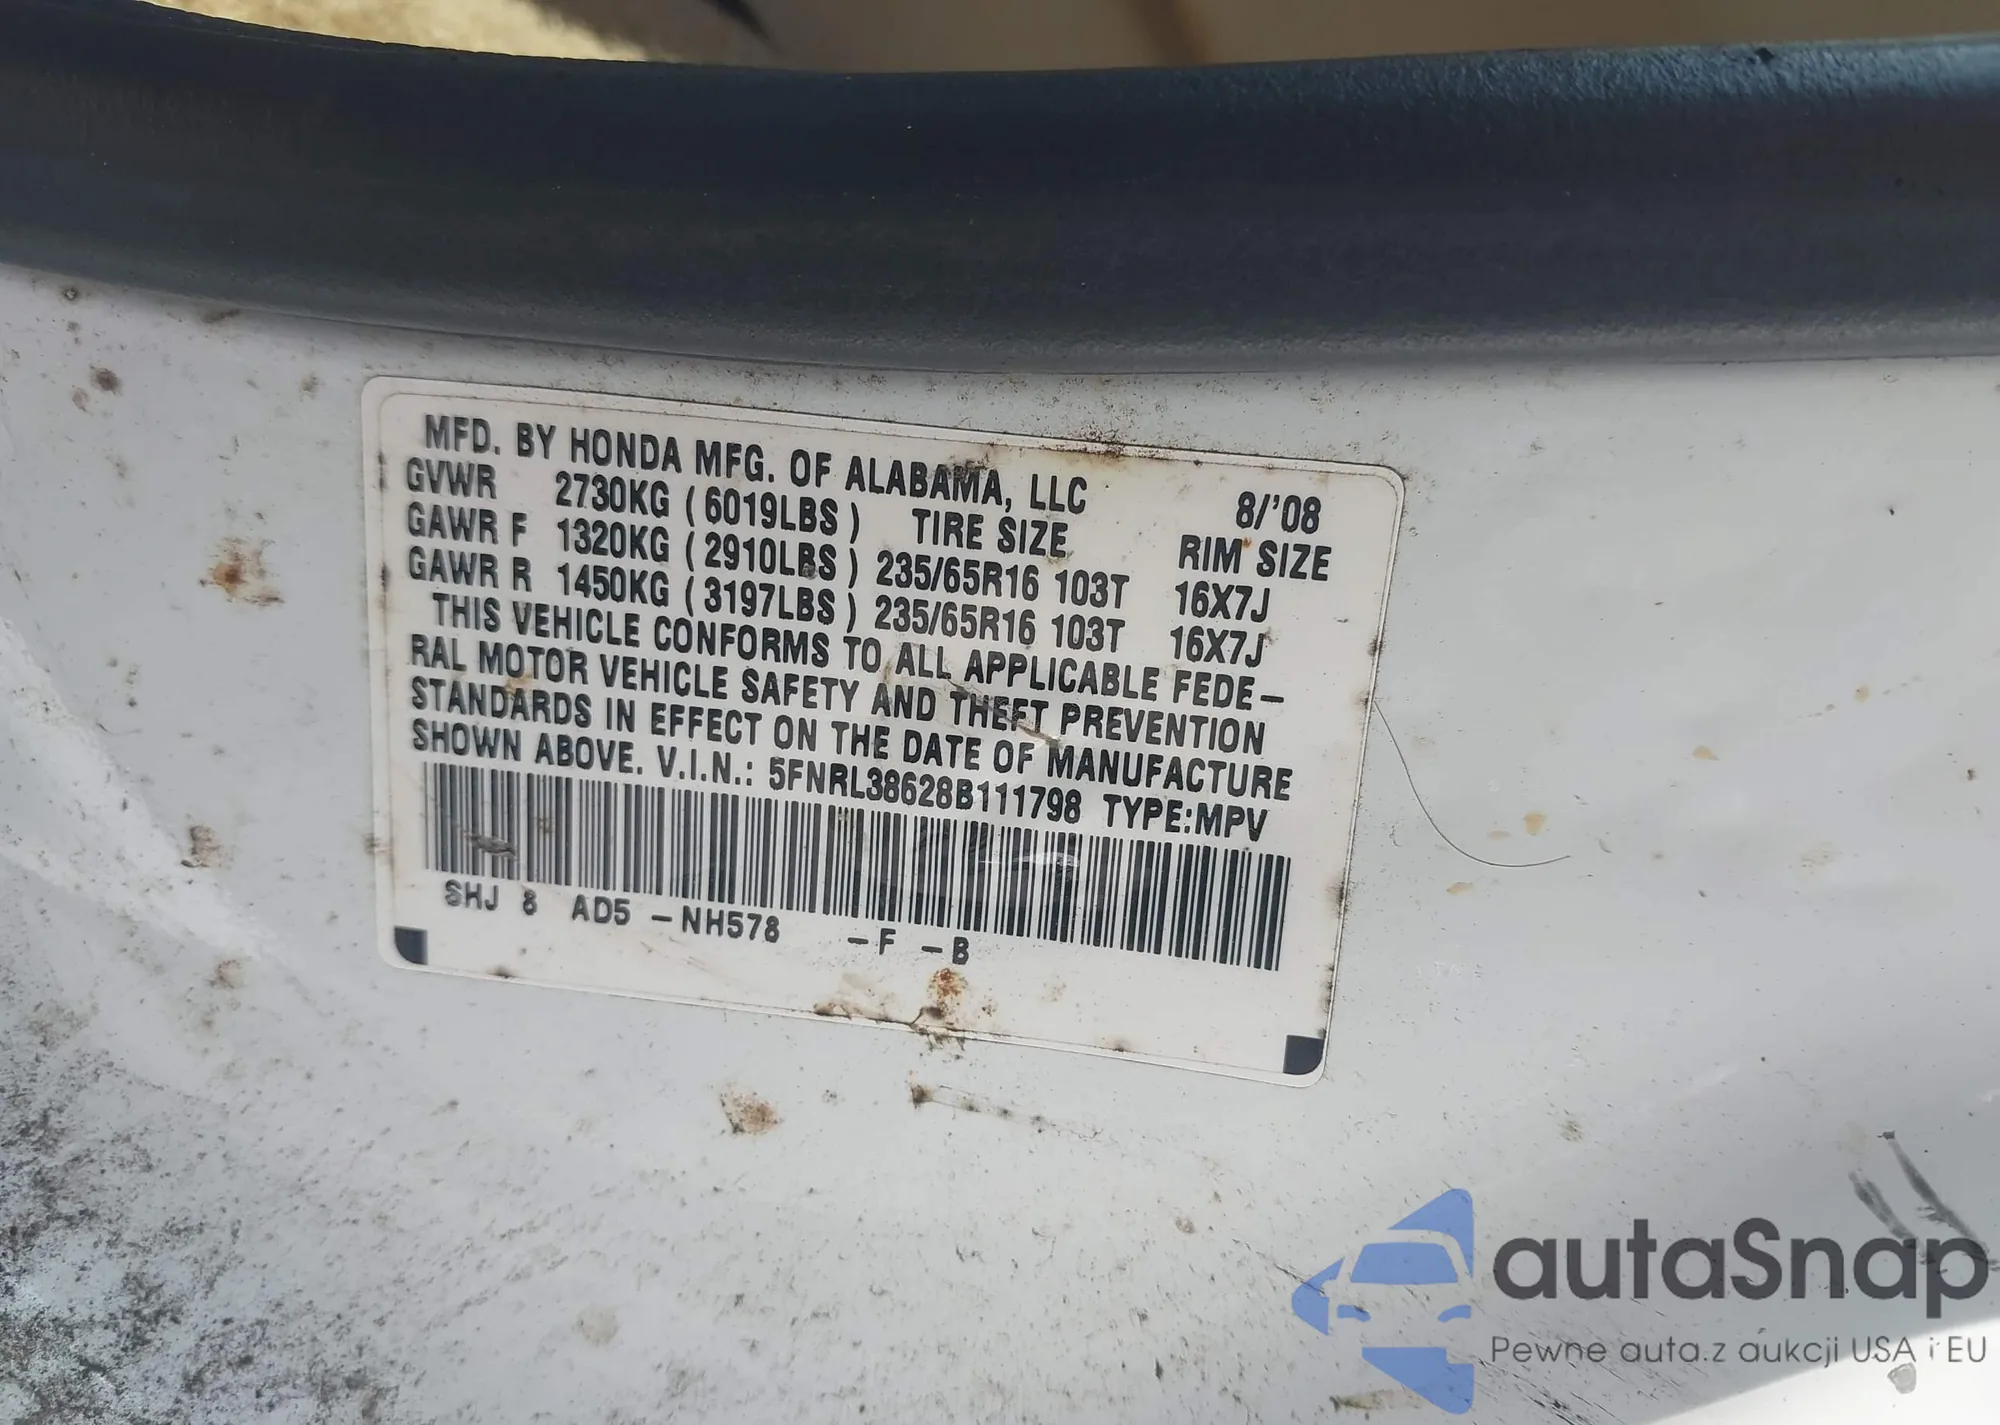 MFD. BY HONDA MFG. OF ALABAMA, LLC 8/'08
GVWR 2730KG (6019LBS) TIRE SIZE RIM SIZE
GAWR F 1320KG (2910LBS) 235/65R16 103T 16X7J
GAWR R 1450KG (3197LBS) 235/65R16 103T 16X7J
THIS VEHICLE CONFORMS TO ALL APPLICABLE FEDE-
RAL MOTOR VEHICLE SAFETY AND THEFT PREVENTION
STANDARDS IN EFFECT ON THE DATE OF MANUFACTURE
SHOWN ABOVE. V.I.N.: 5FNRL38628B111798 TYPE:MPV
SHJ 8 AD5 -NH578 -F -B
autaSnap
Pewne auta z aukcji USA i EU